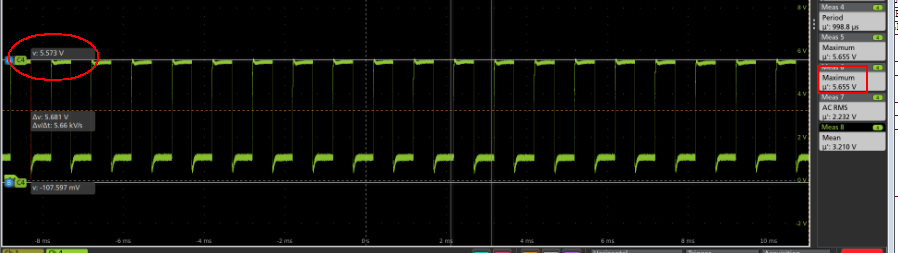 Meas 4
Period
µ': 998.8 µs
Meas 5
Maximum
µ': 5.655 V
Maximum
µ': 5.655 V
Meas 7
AC RMS
µ': 2.232 V
Meas 8
Mean
µ': 3.210 V
8 V
6 V
4 V
2 V
0 V
-2 V
C4
v: 5.573 V
Δv: 5.681 V
Δv/Δt: 5.66 kV/s
C4
v: -107.597 mV
-8 ms
-6 ms
-4 ms
-2 ms
0 s
2 ms
4 ms
6 ms
8 ms
10 ms